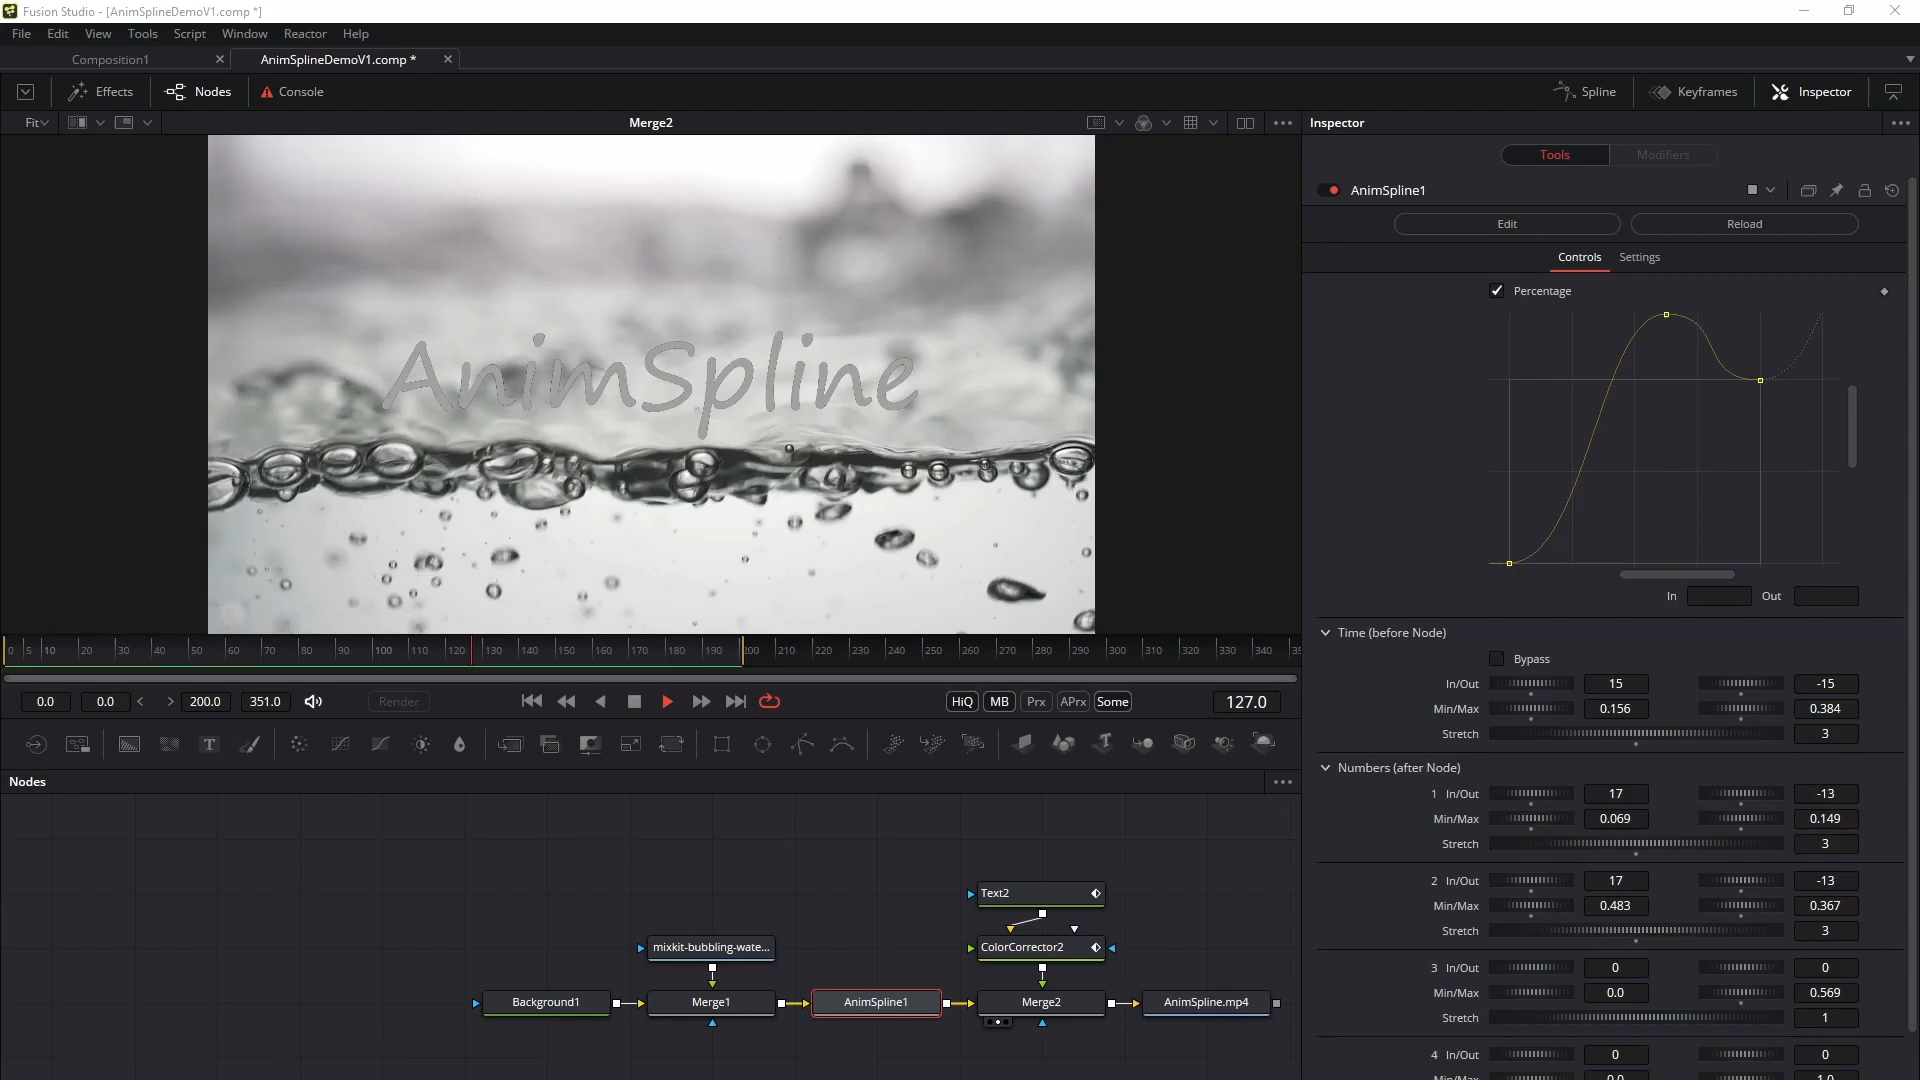 Fusion Studio - [AnimSplineDemoV1.comp *]
File Edit View Tools Script Window Reactor Help
Composition1 AnimSplineDemoV1.comp *
Effects Nodes Console Spline Keyframes Inspector
Fit Merge2 Inspector
Tools Modifiers
AnimSpline1
Edit Reload
Controls Settings
Percentage
AnimSpline
In Out
Time (before Node)
Bypass
In/Out 15 -15
Min/Max 0.156 0.384
Stretch 3
0 5 10 20 30 40 50 60 70 80 90 100 110 120 130 140 150 160 170 180 190 200 210 220 230 240 250 260 270 280 290 300 310 320 330 340 35
0.0 0.0 < > 200.0 351.0 Render HiQ MB Prx APrx Some 127.0
T T
Nodes
Numbers (after Node)
1 In/Out 17 -13
Min/Max 0.069 0.149
Stretch 3
2 In/Out 17 -13
Min/Max 0.483 0.367
Stretch 3
3 In/Out 0 0
Min/Max 0.0 0.569
Stretch 1
4 In/Out 0 0
Min/Max 0.0 1.0
Text2
mixkit-bubbling-wate... ColorCorrector2
Background1 Merge1 AnimSpline1 Merge2 AnimSpline.mp4